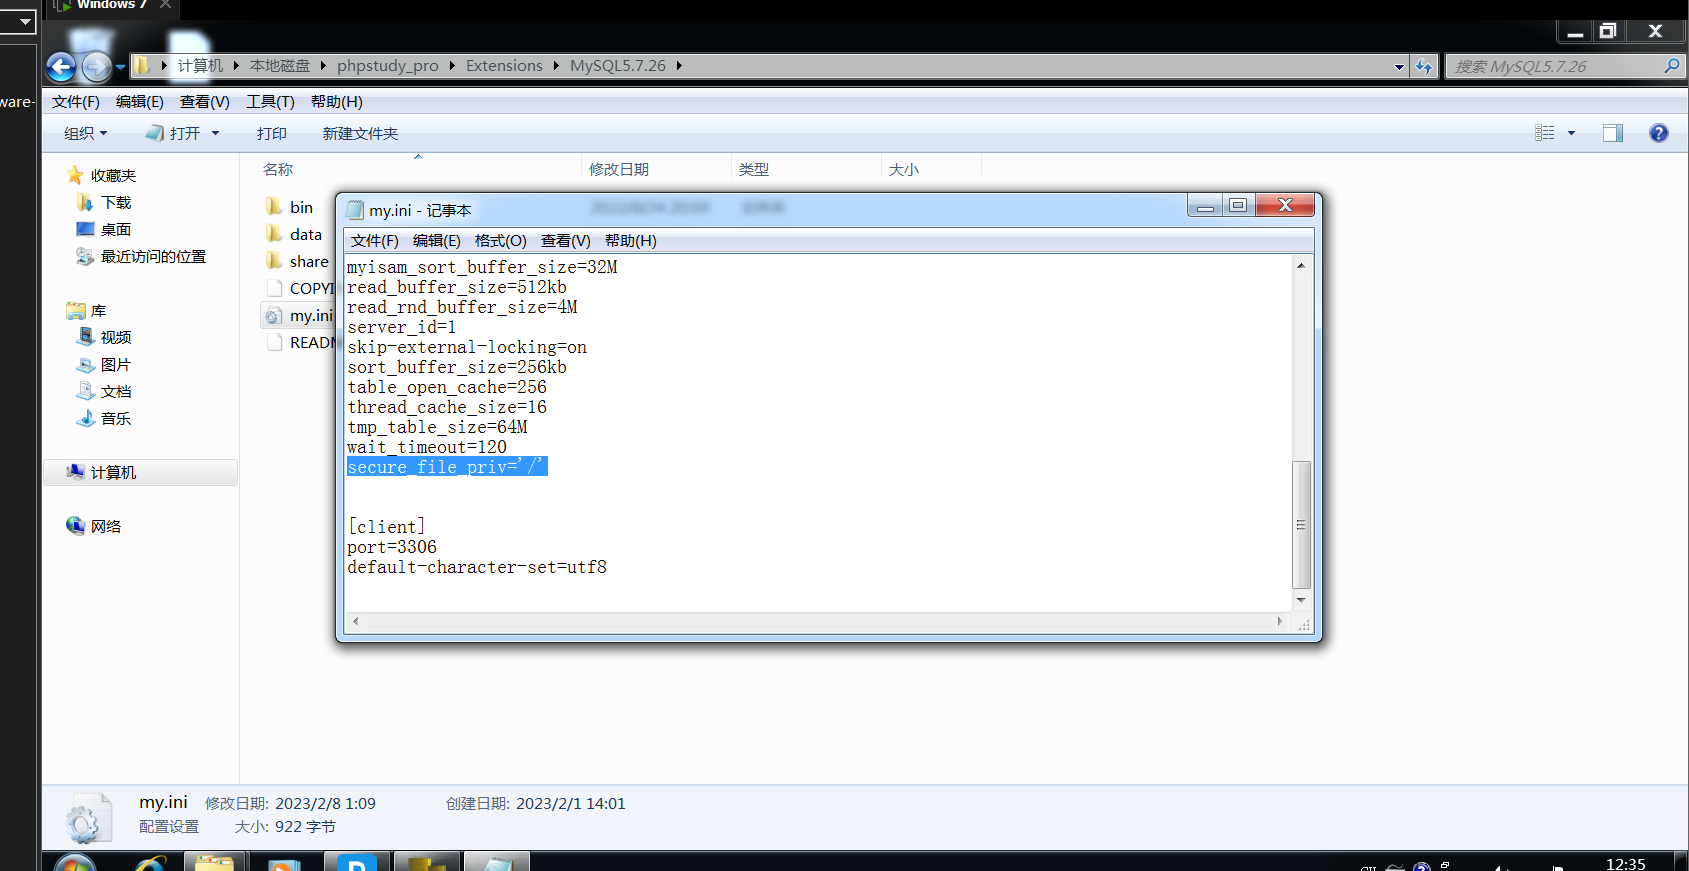 Windows 7
计算机 本地磁盘 phpstudy_pro Extensions MySQL5.7.26
搜索 MySQL5.7.26
ware-
文件(F) 编辑(E) 查看(V) 工具(T) 帮助(H)
组织 打开 打印 新建文件夹
名称 修改日期 类型 大小
收藏夹
下载
桌面
最近访问的位置
库
视频
图片
文档
音乐
计算机
网络
bin
data
share
COPYI
my.ini
READM
my.ini - 记事本
文件(F) 编辑(E) 格式(O) 查看(V) 帮助(H)
myisam_sort_buffer_size=32M
read_buffer_size=512kb
read_rnd_buffer_size=4M
server_id=1
skip-external-locking=on
sort_buffer_size=256kb
table_open_cache=256
thread_cache_size=16
tmp_table_size=64M
wait_timeout=120
secure_file_priv='/'
[client]
port=3306
default-character-set=utf8
my.ini 修改日期: 2023/2/8 1:09 创建日期: 2023/2/1 14:01
配置设置 大小: 922 字节
12:35